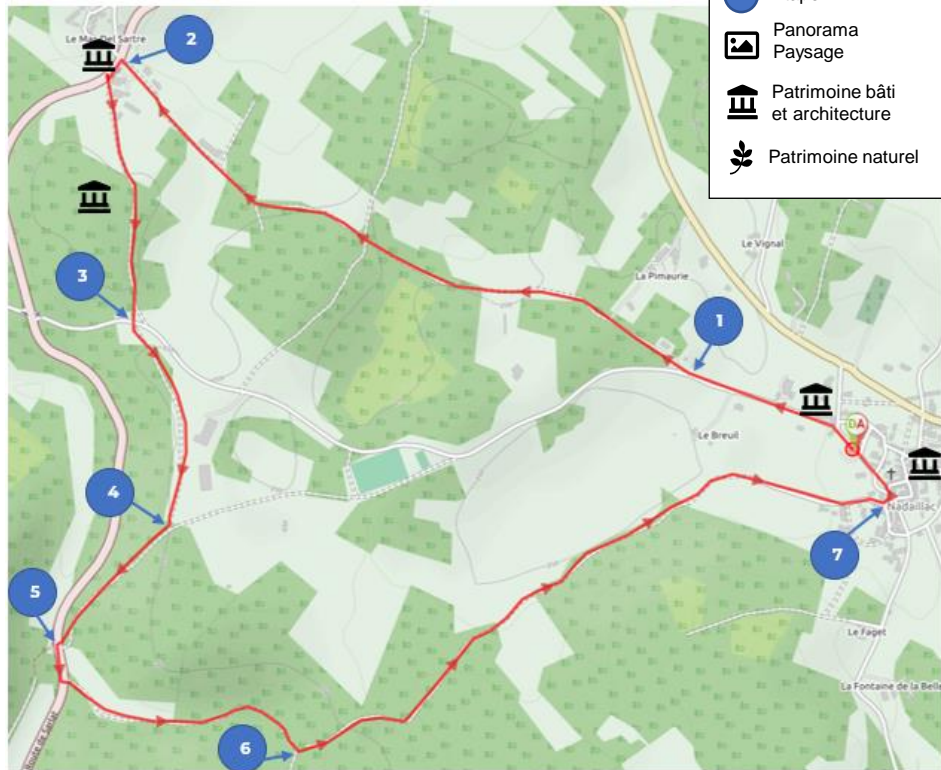 Panorama
Paysage
Patrimoine bâti
et architecture
Patrimoine naturel
Le Mas Del Sartre
2
Le Vignal
La Pimaurie
3
1
DA
Le Breuil
4
Nadaillac
7
5
Le Faget
La Fontaine de la Belle
6